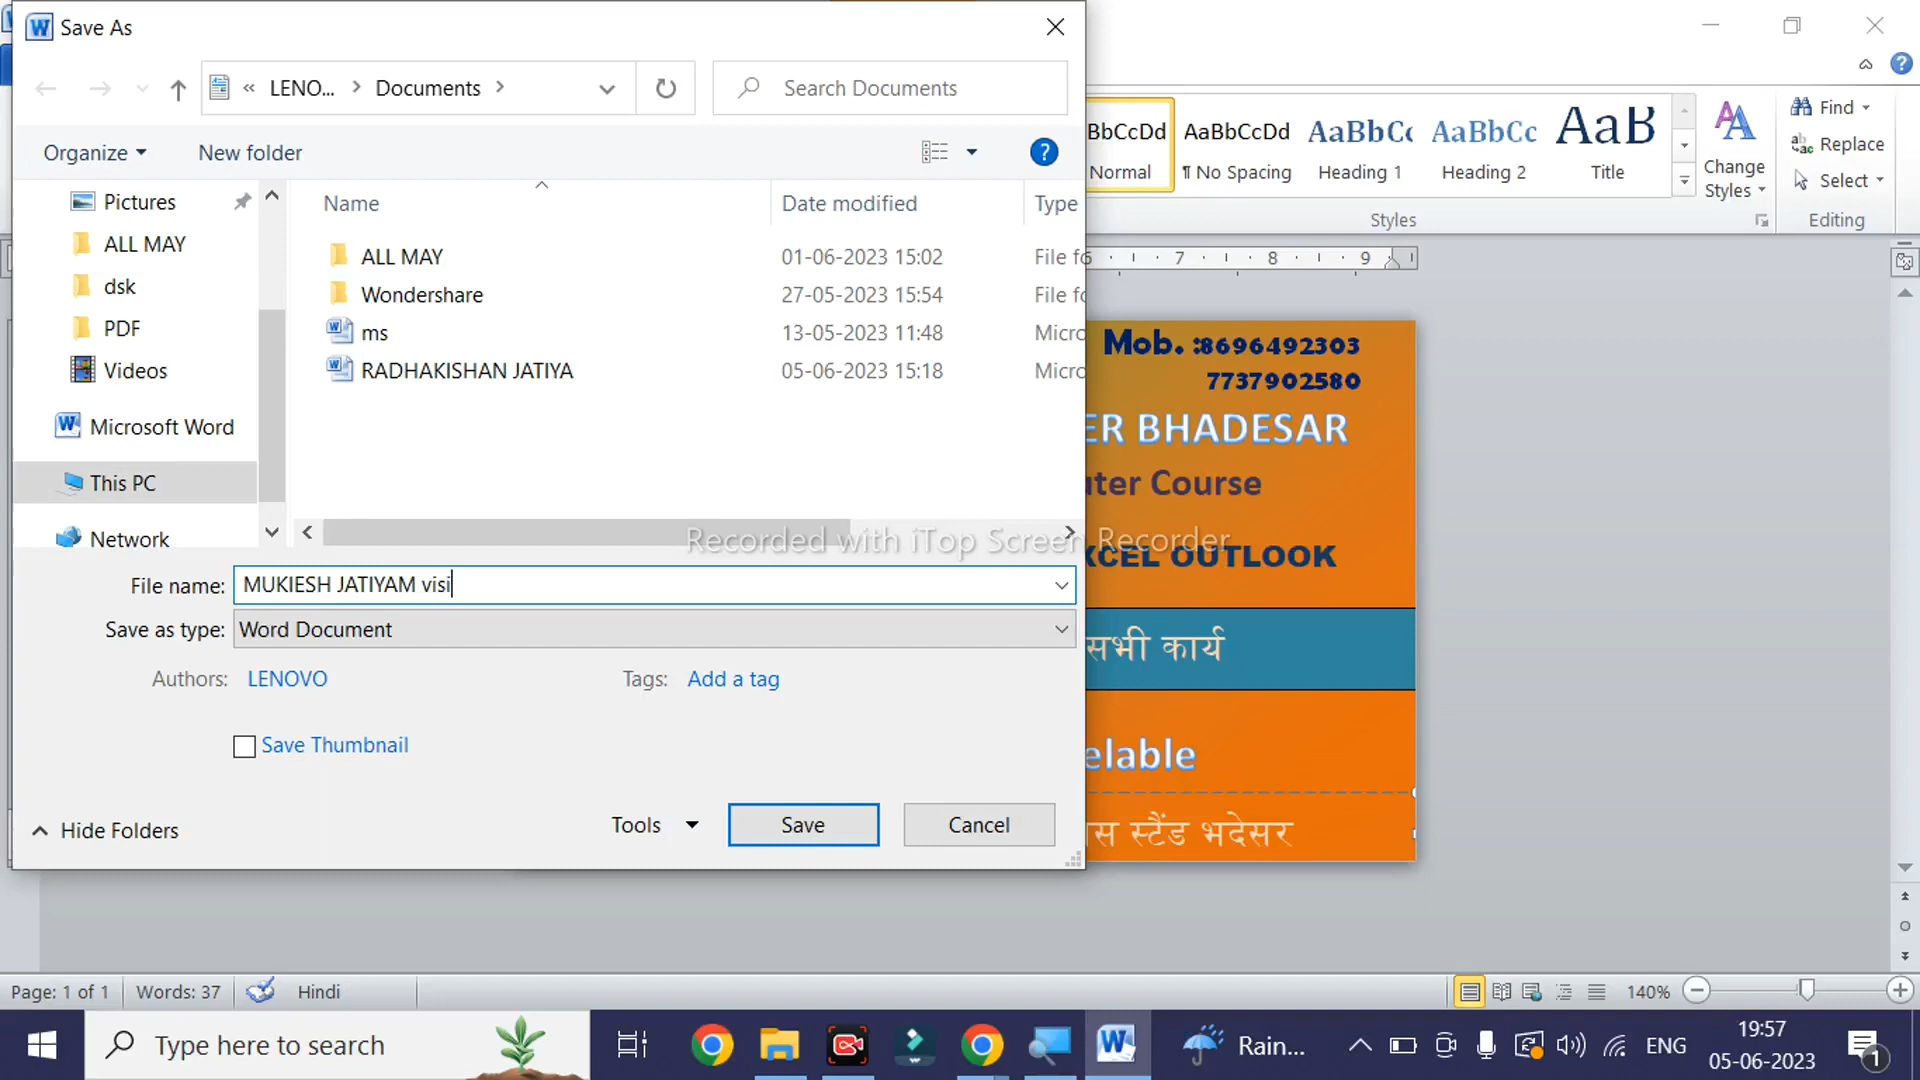 Save As
« LENO... > Documents >
Search Documents
Organize
New folder
?
Pictures
ALL MAY
dsk
PDF
Videos
Microsoft Word
This PC
Network
Name
Date modified
Type
ALL MAY
01-06-2023 15:02
File fo
Wondershare
27-05-2023 15:54
File fo
ms
13-05-2023 11:48
Micro
RADHAKISHAN JATIYA
05-06-2023 15:18
Micro
File name:
MUKIESH JATIYAM visi
Save as type:
Word Document
Authors:
LENOVO
Tags:
Add a tag
Save Thumbnail
Hide Folders
Tools
Save
Cancel
BbCcDd
AaBbCcDd
AaBbCc
AaBbCc
AaB
Normal
¶ No Spacing
Heading 1
Heading 2
Title
Change
Styles
Find
Replace
Select
Styles
Editing
6 7 8 9
Mob. :8696492303
7737902580
ER BHADESAR
uter Course
Recorded with iTop Screen Recorder
XCEL OUTLOOK
सभी कार्य
elable
स स्टैंड भदेसर
Page: 1 of 1
Words: 37
Hindi
140%
Type here to search
Rain...
ENG
19:57
05-06-2023
1